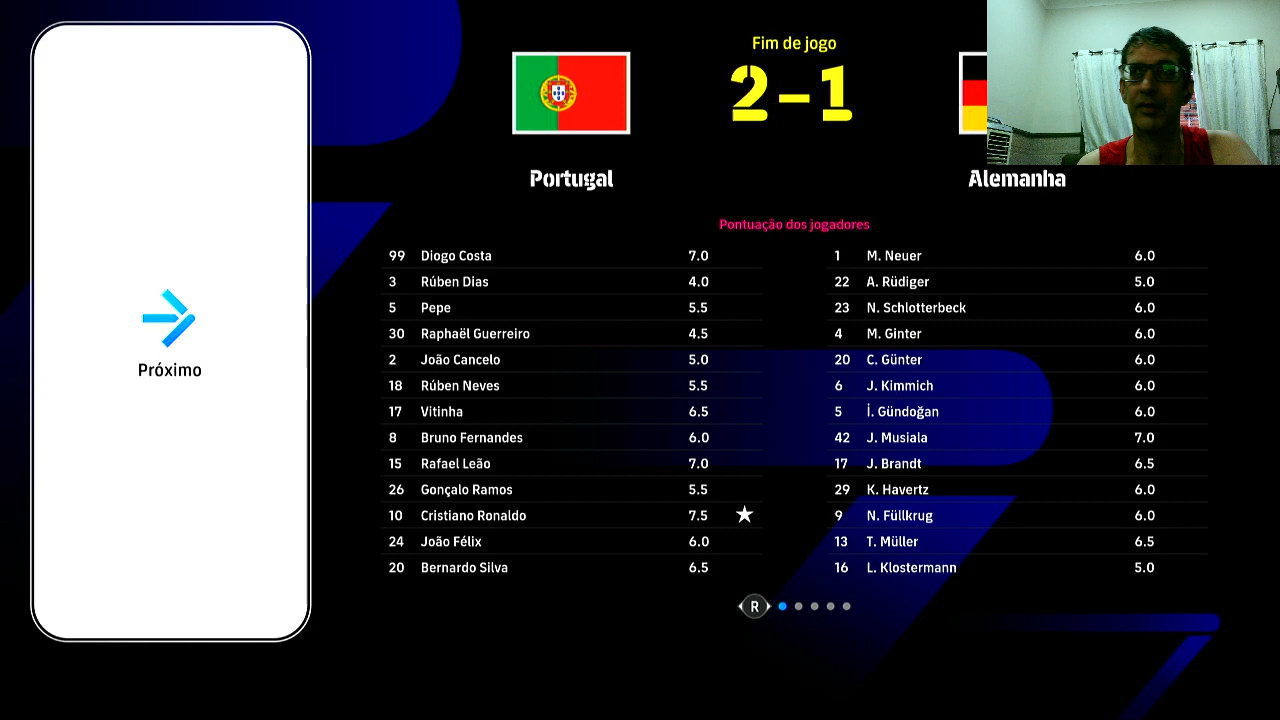 Fim de jogo
2-1
Portugal
Alemanha
Pontuação dos jogadores
99 Diogo Costa 7.0
3 Rúben Dias 4.0
5 Pepe 5.5
30 Raphaël Guerreiro 4.5
2 João Cancelo 5.0
18 Rúben Neves 5.5
17 Vitinha 6.5
8 Bruno Fernandes 6.0
15 Rafael Leão 7.0
26 Gonçalo Ramos 5.5
10 Cristiano Ronaldo 7.5 ★
24 João Félix 6.0
20 Bernardo Silva 6.5
1 M. Neuer 6.0
22 A. Rüdiger 5.0
23 N. Schlotterbeck 6.0
4 M. Ginter 6.0
20 C. Günter 6.0
6 J. Kimmich 6.0
5 İ. Gündoğan 6.0
42 J. Musiala 7.0
17 J. Brandt 6.5
29 K. Havertz 6.0
9 N. Füllkrug 6.0
13 T. Müller 6.5
16 L. Klostermann 5.0
R
Próximo